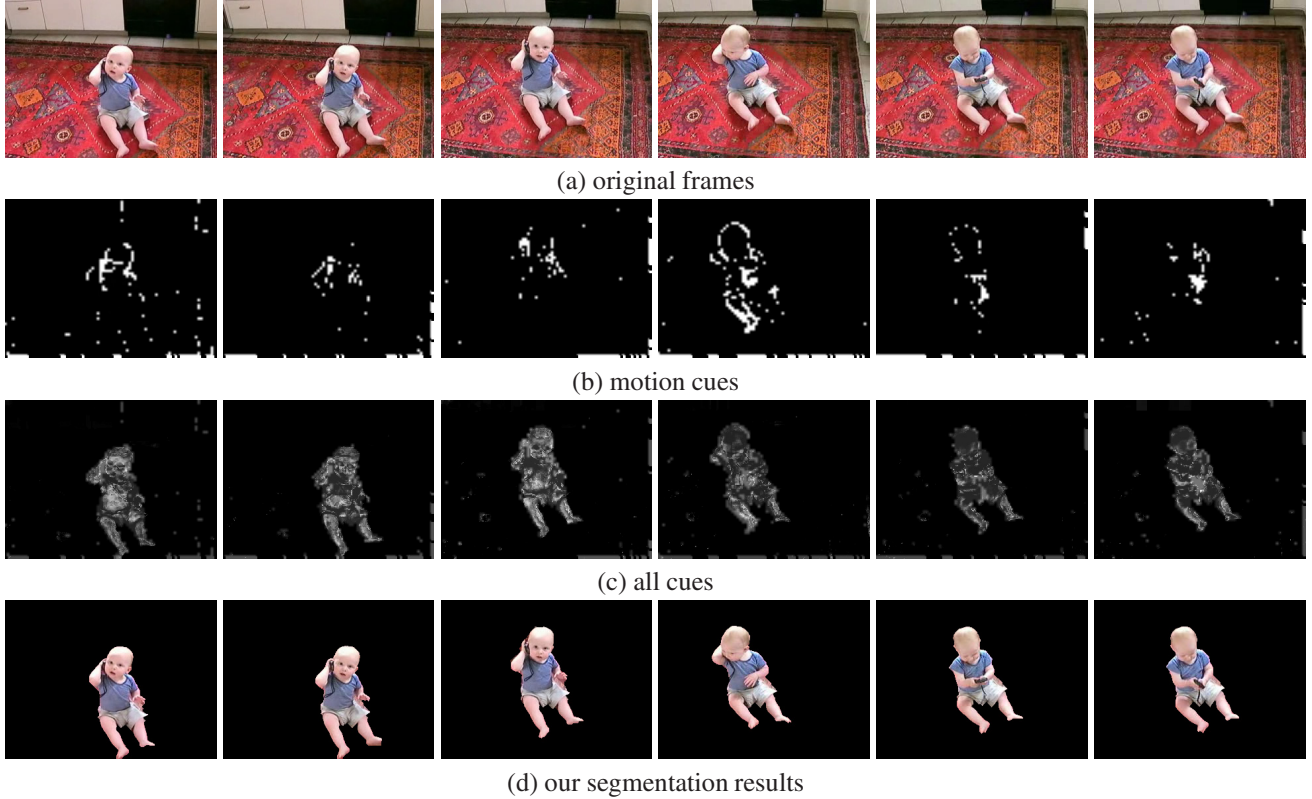 (a) original frames
(b) motion cues
(c) all cues
(d) our segmentation results